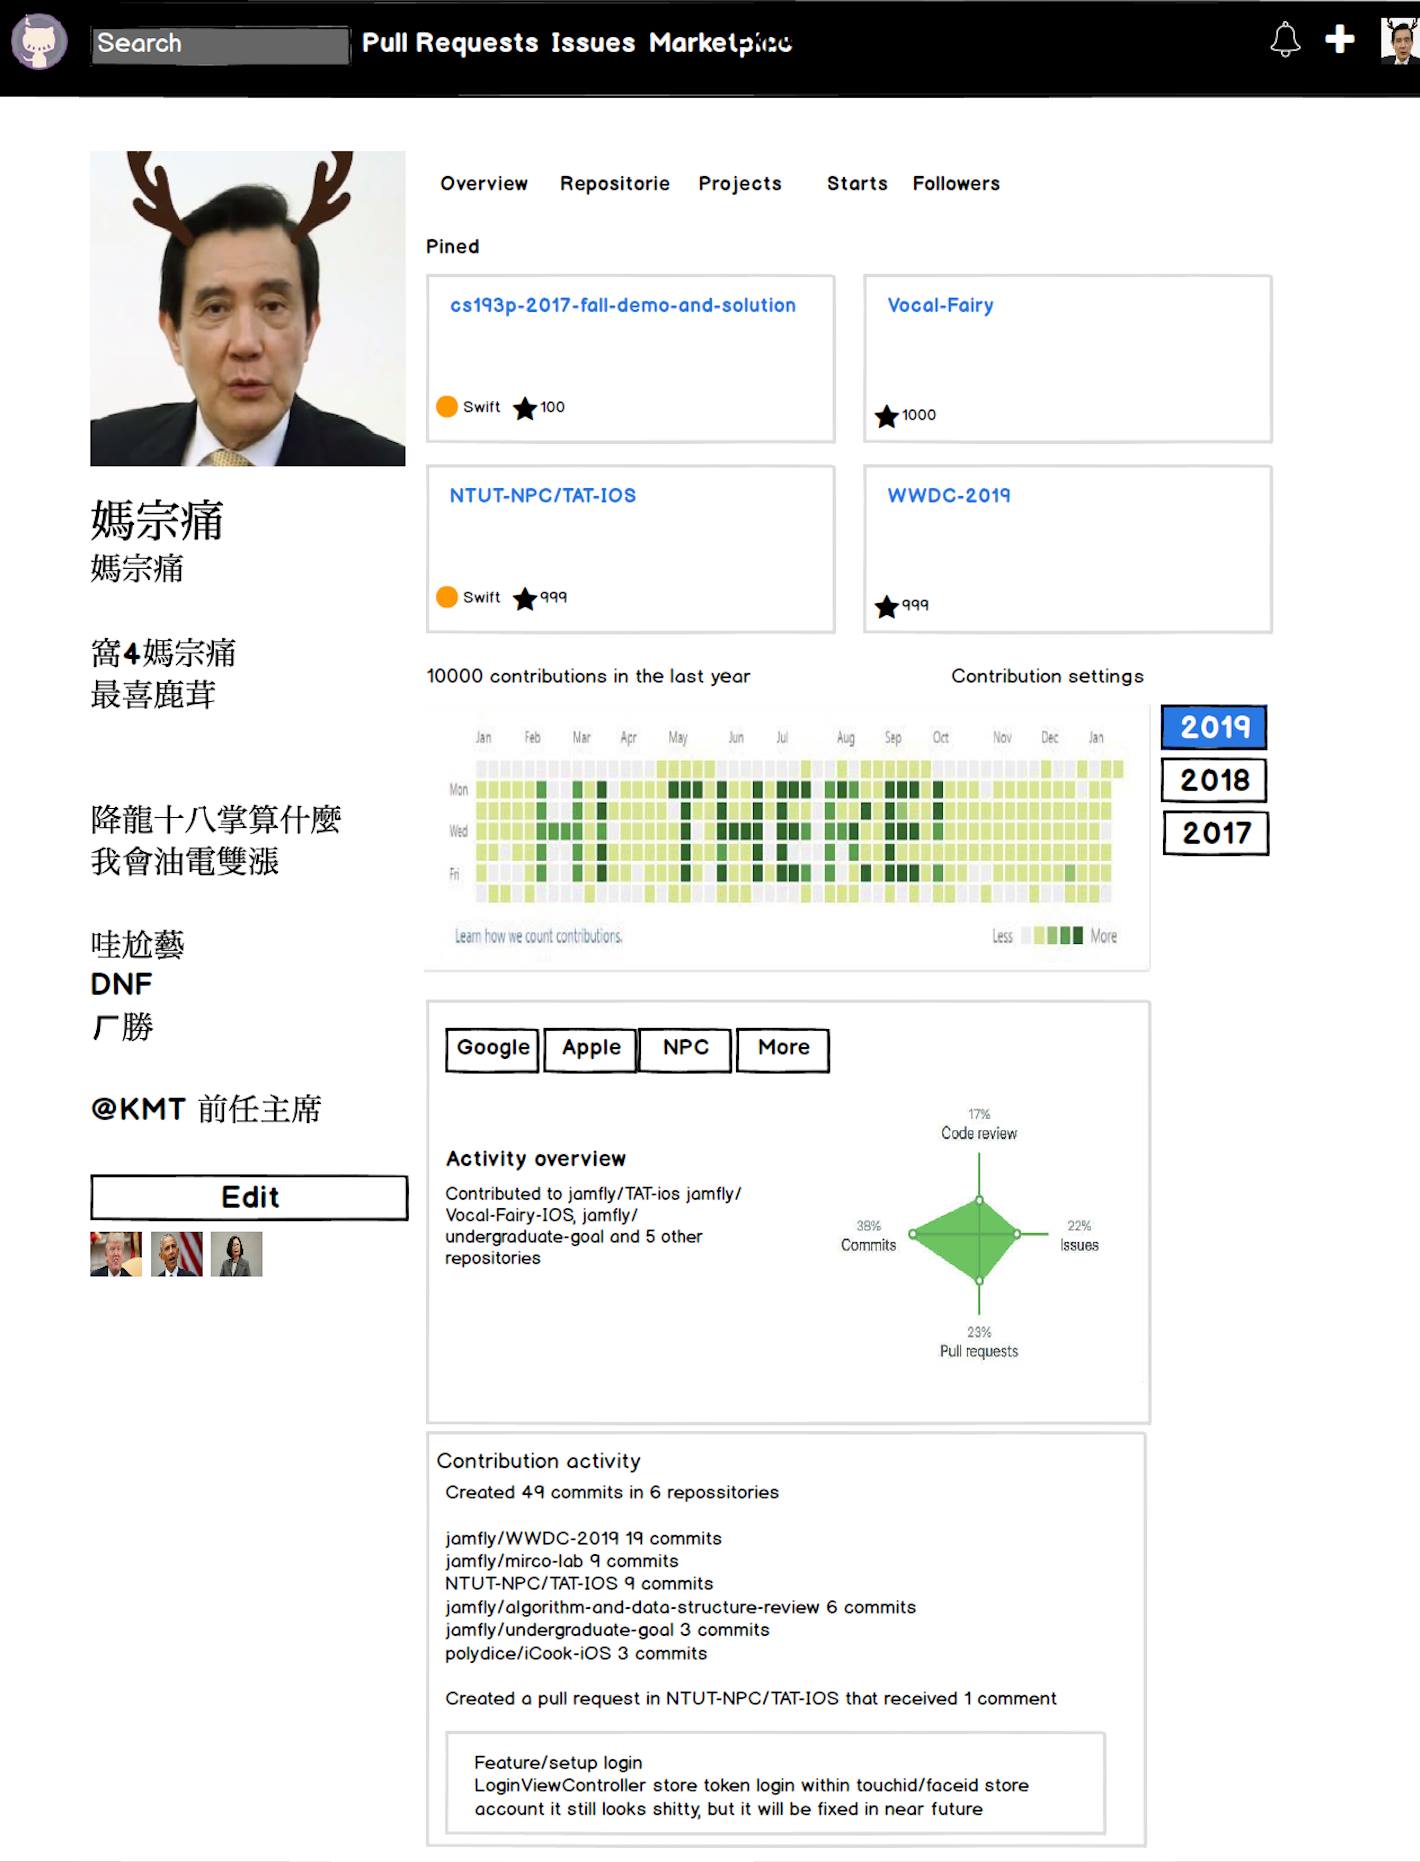 Search
Pull Requests Issues Marketplace
Overview Repositorie Projects Starts Followers
Pined
cs193p-2017-fall-demo-and-solution
Swift 100
Vocal-Fairy
1000
NTUT-NPC/TAT-IOS
Swift 999
WWDC-2019
999
媽宗痛
媽宗痛
窩4媽宗痛
最喜鹿茸
降龍十八掌算什麼
我會油電雙漲
哇尬藝
DNF
ㄏ勝
@KMT 前任主席
Edit
10000 contributions in the last year
Contribution settings
2019
2018
2017
Jan Feb Mar Apr May Jun Jul Aug Sep Oct Nov Dec Jan
Mon
Wed
Fri
HI THERE!
Learn how we count contributions.
Less More
Google Apple NPC More
Activity overview
Contributed to jamfly/TAT-ios jamfly/
Vocal-Fairy-IOS, jamfly/
undergraduate-goal and 5 other
repositories
17%
Code review
38%
Commits
22%
Issues
23%
Pull requests
Contribution activity
Created 49 commits in 6 repossitories
jamfly/WWDC-2019 19 commits
jamfly/mirco-lab 9 commits
NTUT-NPC/TAT-IOS 9 commits
jamfly/algorithm-and-data-structure-review 6 commits
jamfly/undergraduate-goal 3 commits
polydice/iCook-iOS 3 commits
Created a pull request in NTUT-NPC/TAT-IOS that received 1 comment
Feature/setup login
LoginViewController store token login within touchid/faceid store
account it still looks shitty, but it will be fixed in near future